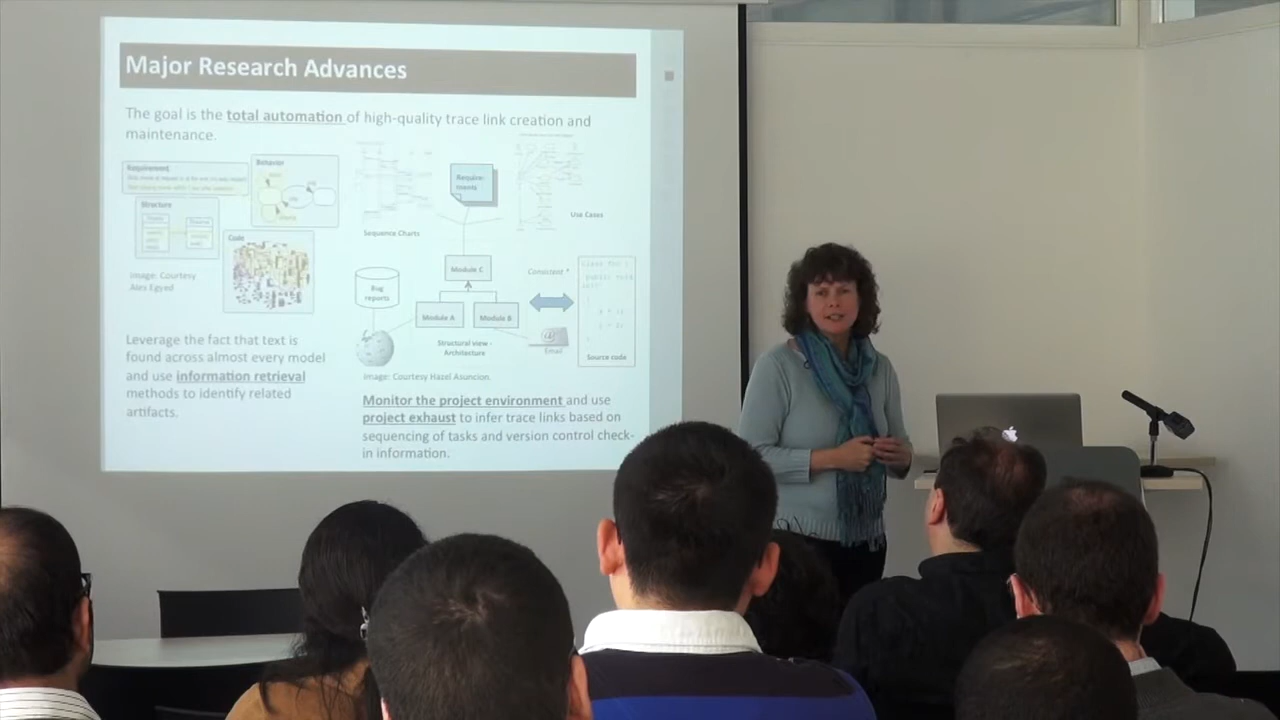 Major Research Advances
The goal is the total automation of high-quality trace link creation and
maintenance.
Requirement
Behavior
Structure
Code
Image: Courtesy
Alex Egyed
Require-
ments
Sequence Charts
Use Cases
Module C
Bug
reports
Module A
Module B
Consistent
Structural view -
Architecture
Email
Source code
Image: Courtesy Hazel Asuncion
Leverage the fact that text is
found across almost every model
and use information retrieval
methods to identify related
artifacts.
Monitor the project environment and use
project exhaust to infer trace links based on
sequencing of tasks and version control check-
in information.